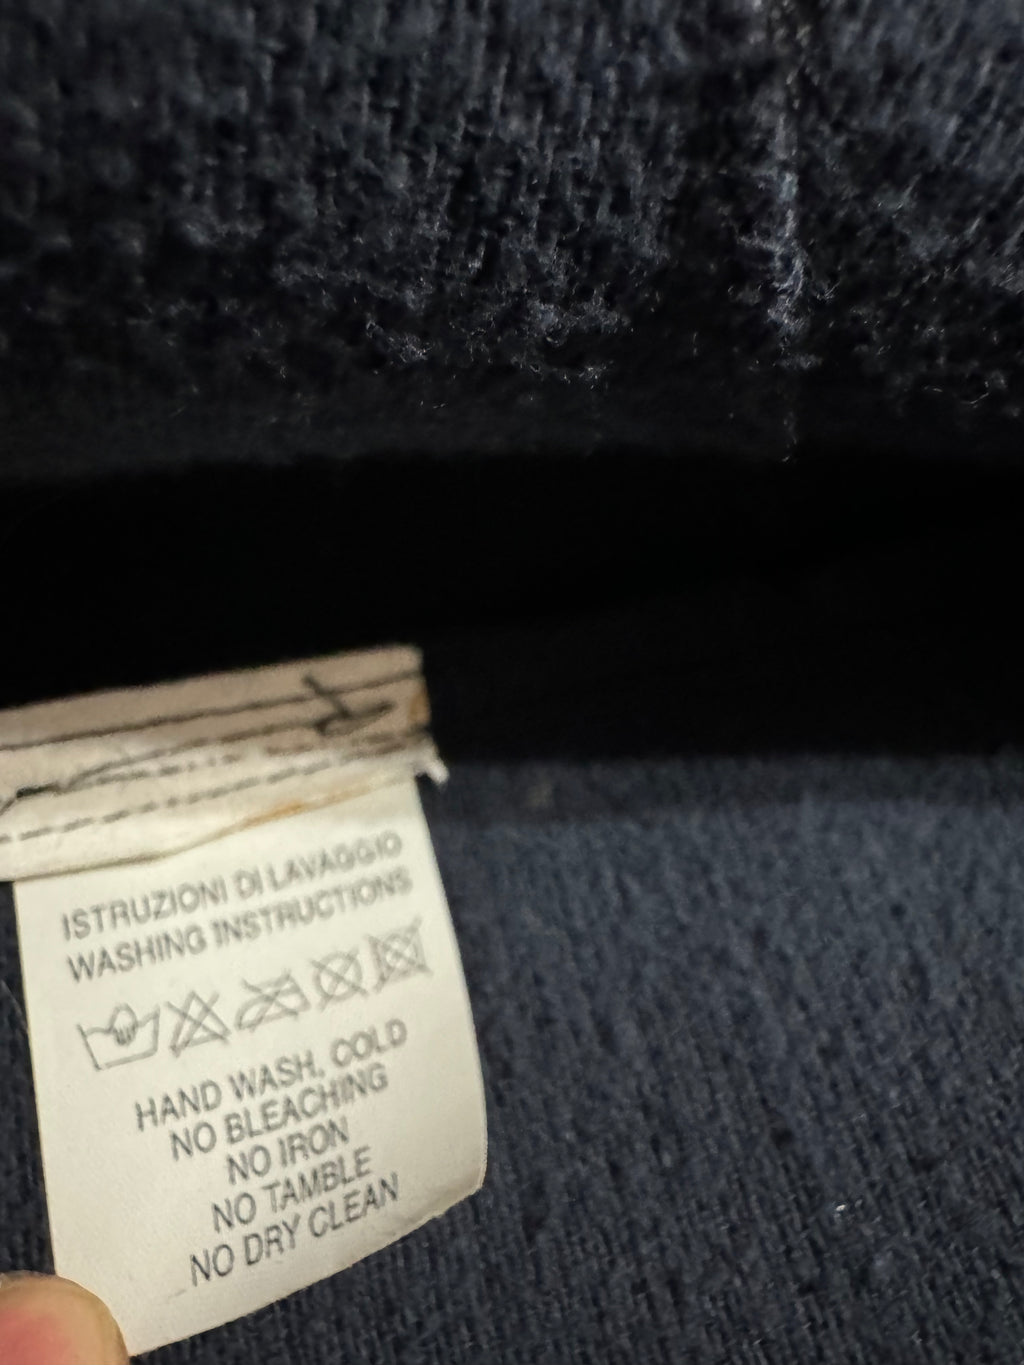 ISTRUZIONI DI LAVAGGIO
WASHING INSTRUCTIONS
HAND WASH, COLD
NO BLEACHING
NO IRON
NO TAMBLE
NO DRY CLEAN